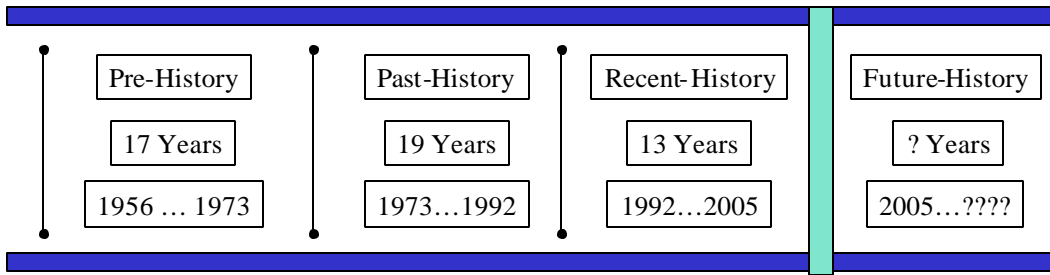 Pre-History
17 Years
1956 … 1973
Past-History
19 Years
1973…1992
Recent-History
13 Years
1992…2005
Future-History
? Years
2005…????